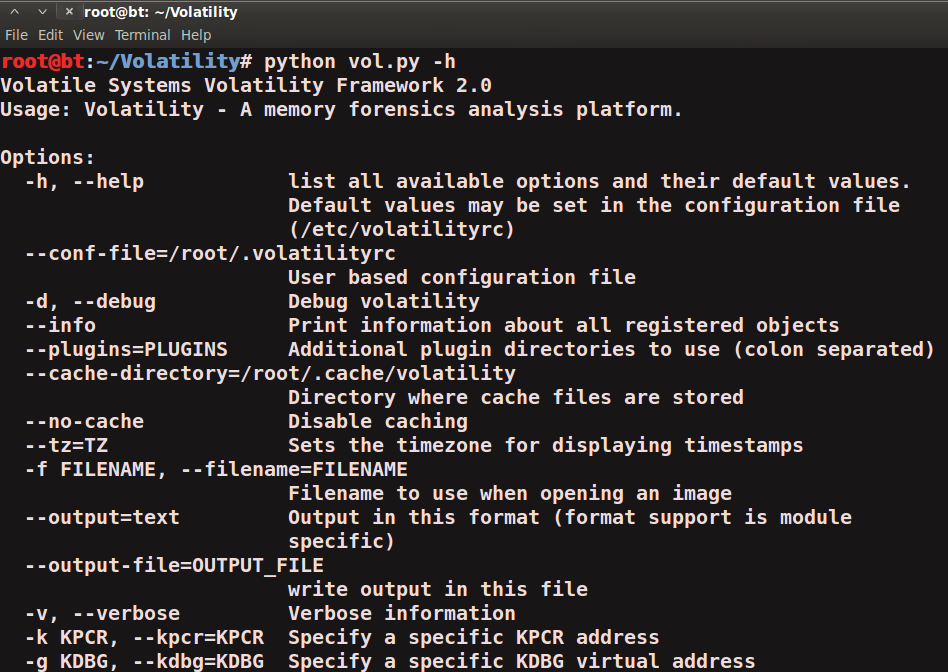 root@bt: ~/Volatility
File Edit View Terminal Help
root@bt:~/Volatility# python vol.py -h
Volatile Systems Volatility Framework 2.0
Usage: Volatility - A memory forensics analysis platform.

Options:
  -h, --help            list all available options and their default values.
                        Default values may be set in the configuration file
                        (/etc/volatilityrc)
  --conf-file=/root/.volatilityrc
                        User based configuration file
  -d, --debug           Debug volatility
  --info                Print information about all registered objects
  --plugins=PLUGINS     Additional plugin directories to use (colon separated)
  --cache-directory=/root/.cache/volatility
                        Directory where cache files are stored
  --no-cache            Disable caching
  --tz=TZ               Sets the timezone for displaying timestamps
  -f FILENAME, --filename=FILENAME
                        Filename to use when opening an image
  --output=text         Output in this format (format support is module
                        specific)
  --output-file=OUTPUT_FILE
                        write output in this file
  -v, --verbose         Verbose information
  -k KPCR, --kpcr=KPCR  Specify a specific KPCR address
  -g KDBG, --kdbg=KDBG  Specify a specific KDBG virtual address